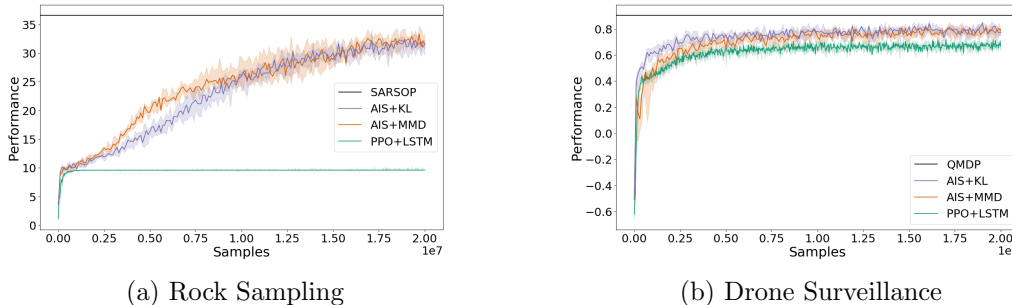 Performance
35
30
25
20
15
10
5
0
SARSOP
AIS+KL
AIS+MMD
PPO+LSTM
0.00 0.25 0.50 0.75 1.00 1.25 1.50 1.75 2.00
Samples
1e7
(a) Rock Sampling
Performance
0.8
0.6
0.4
0.2
0.0
−0.2
−0.4
−0.6
QMDP
AIS+KL
AIS+MMD
PPO+LSTM
0.00 0.25 0.50 0.75 1.00 1.25 1.50 1.75 2.00
Samples
1e
(b) Drone Surveillance